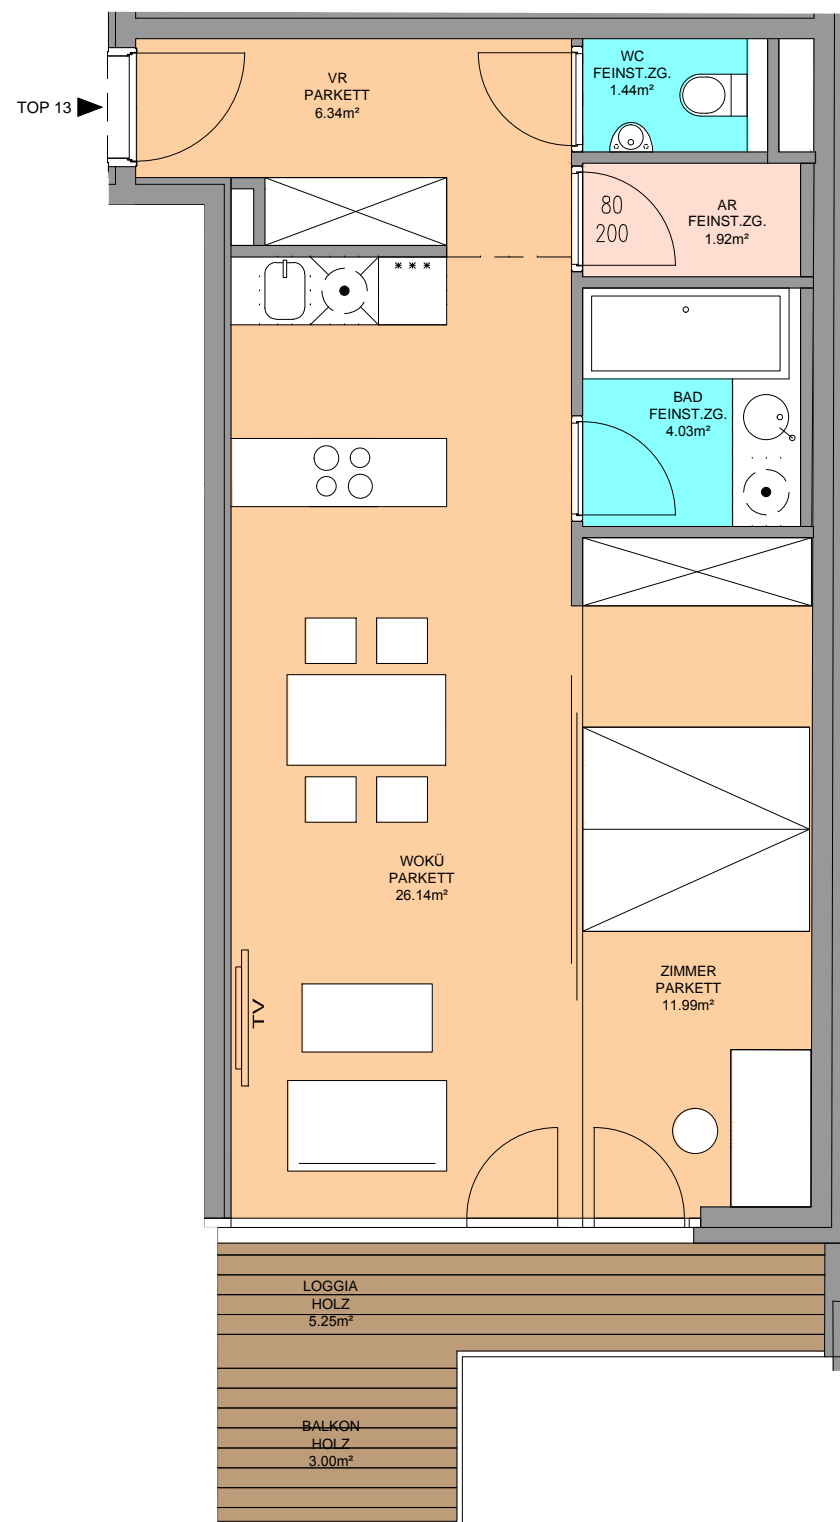 TOP 13
VR
PARKETT
6.34m²
WC
FEINST.ZG.
1.44m²
80
200
AR
FEINST.ZG.
1.92m²
BAD
FEINST.ZG.
4.03m²
WOKÜ
PARKETT
26.14m²
ZIMMER
PARKETT
11.99m²
TV
LOGGIA
HOLZ
5.25m²
BALKON
HOLZ
3.00m²